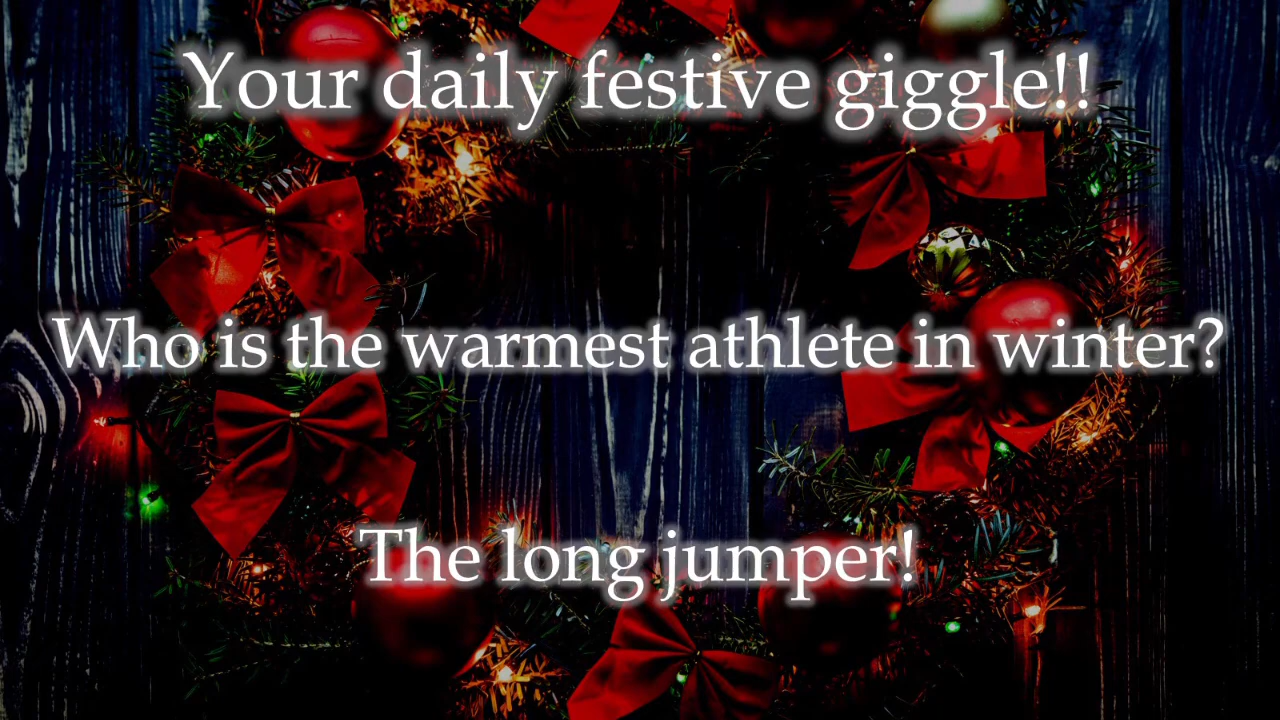 Your daily festive giggle!!
Who is the warmest athlete in winter?
The long jumper!